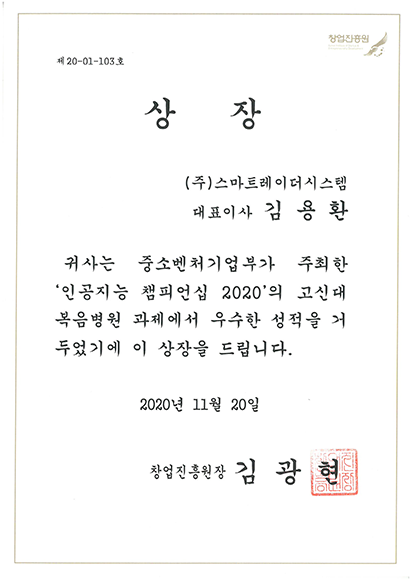 창업진흥원
제 20-01-103 호
상 장
(주)스마트레이더시스템
대표이사 김 용 환
귀사는 중소벤처기업부가 주최한
‘인공지능 챔피언십 2020’의 고신대
복음병원 과제에서 우수한 성적을 거
두었기에 이 상장을 드립니다.
2020년 11월 20일
창업진흥원장 김 광 현